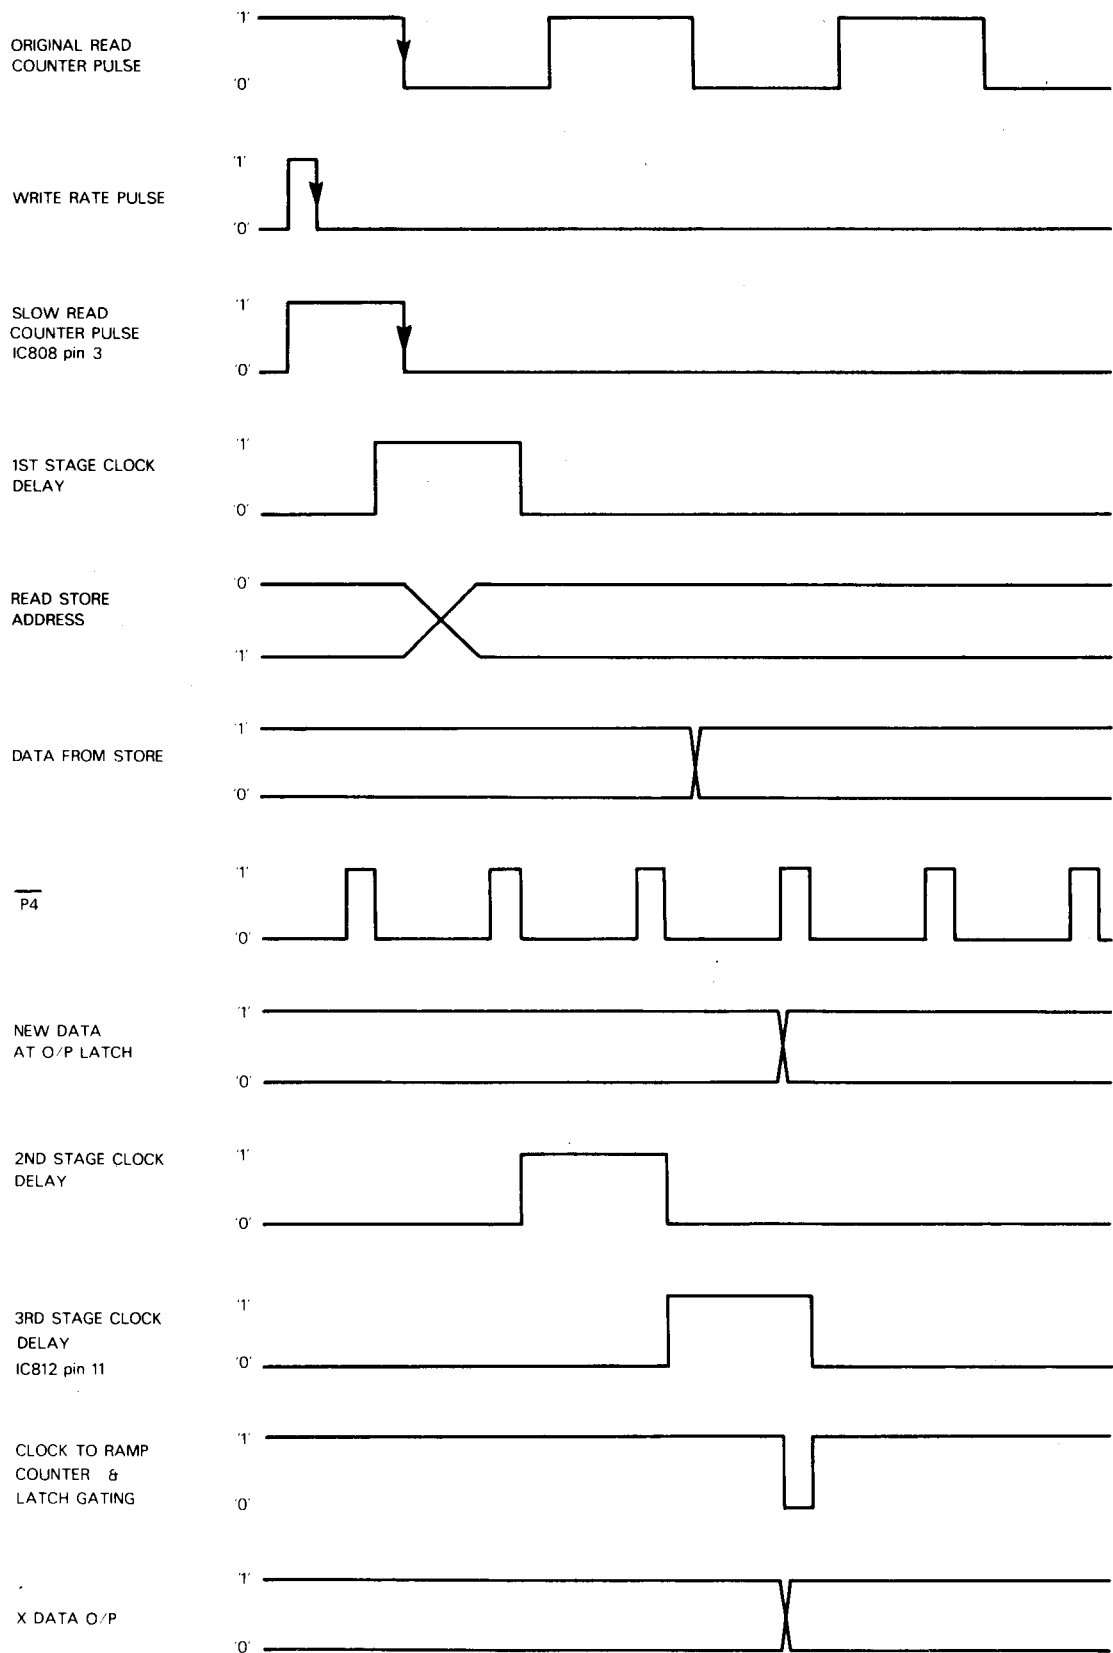 '1'
ORIGINAL READ
COUNTER PULSE
'0'
'1'
WRITE RATE PULSE
'0'
'1'
SLOW READ
COUNTER PULSE
IC808 pin 3
'0'
'1'
1ST STAGE CLOCK
DELAY
'0'
'0'
READ STORE
ADDRESS
'1'
'1'
DATA FROM STORE
'0'
'1'
P4
'0'
'1'
NEW DATA
AT O/P LATCH
'0'
'1'
2ND STAGE CLOCK
DELAY
'0'
'1'
3RD STAGE CLOCK
DELAY
'0'
IC812 pin 11
'1'
CLOCK TO RAMP
COUNTER &
LATCH GATING
'0'
'1'
X DATA O/P
'0'